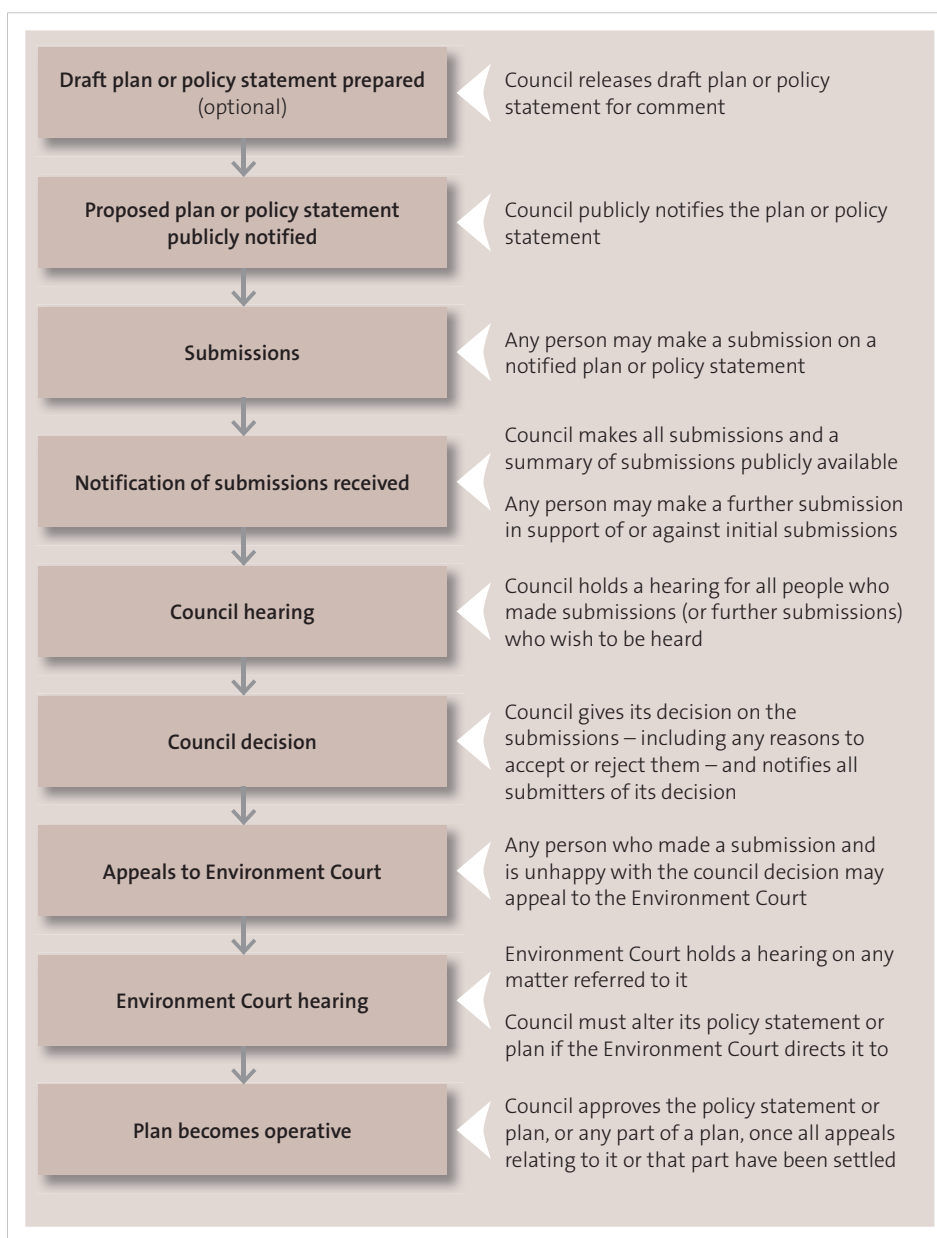 Draft plan or policy statement prepared
(optional)
Council releases draft plan or policy
statement for comment
Proposed plan or policy statement
publicly notified
Council publicly notifies the plan or policy
statement
Submissions
Any person may make a submission on a
notified plan or policy statement
Notification of submissions received
Council makes all submissions and a
summary of submissions publicly available
Any person may make a further submission
in support of or against initial submissions
Council hearing
Council holds a hearing for all people who
made submissions (or further submissions)
who wish to be heard
Council decision
Council gives its decision on the
submissions – including any reasons to
accept or reject them – and notifies all
submitters of its decision
Appeals to Environment Court
Any person who made a submission and
is unhappy with the council decision may
appeal to the Environment Court
Environment Court hearing
Environment Court holds a hearing on any
matter referred to it
Council must alter its policy statement or
plan if the Environment Court directs it to
Plan becomes operative
Council approves the policy statement or
plan, or any part of a plan, once all appeals
relating to it or that part have been settled